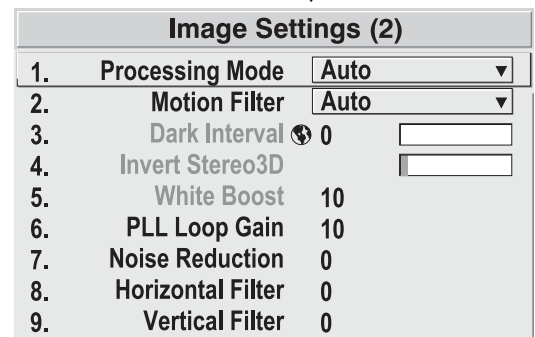 Image Settings (2)
1. Processing Mode Auto
2. Motion Filter Auto
3. Dark Interval 0
4. Invert Stereo3D
5. White Boost 10
6. PLL Loop Gain 10
7. Noise Reduction 0
8. Horizontal Filter 0
9. Vertical Filter 0